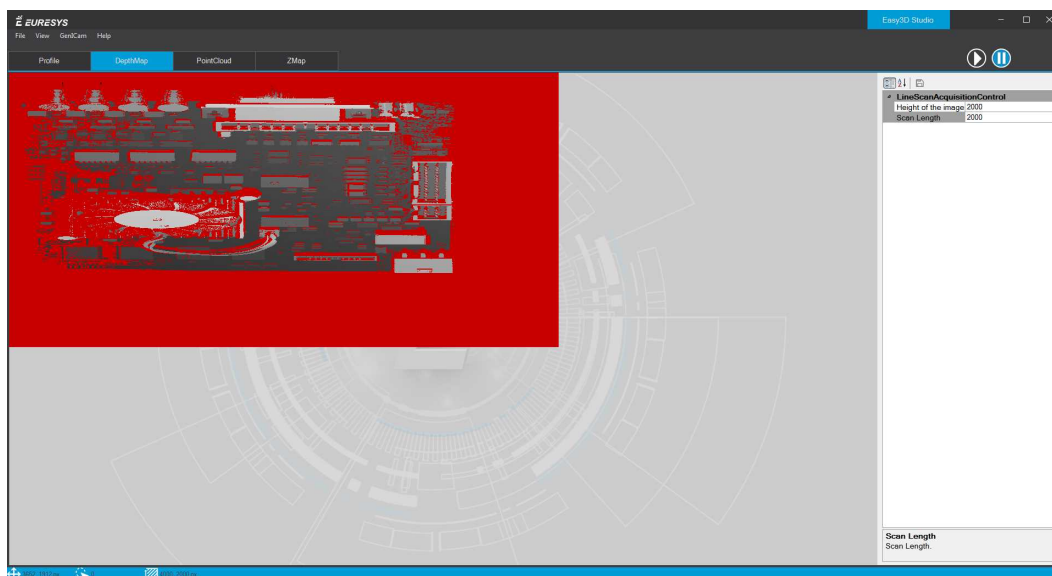 EURESYS
Easy3D Studio
File View GenICam Help
Profile DepthMap PointCloud ZMap
LineScanAcquisitionControl
Height of the image 2000
Scan Length 2000
Scan Length
Scan Length.